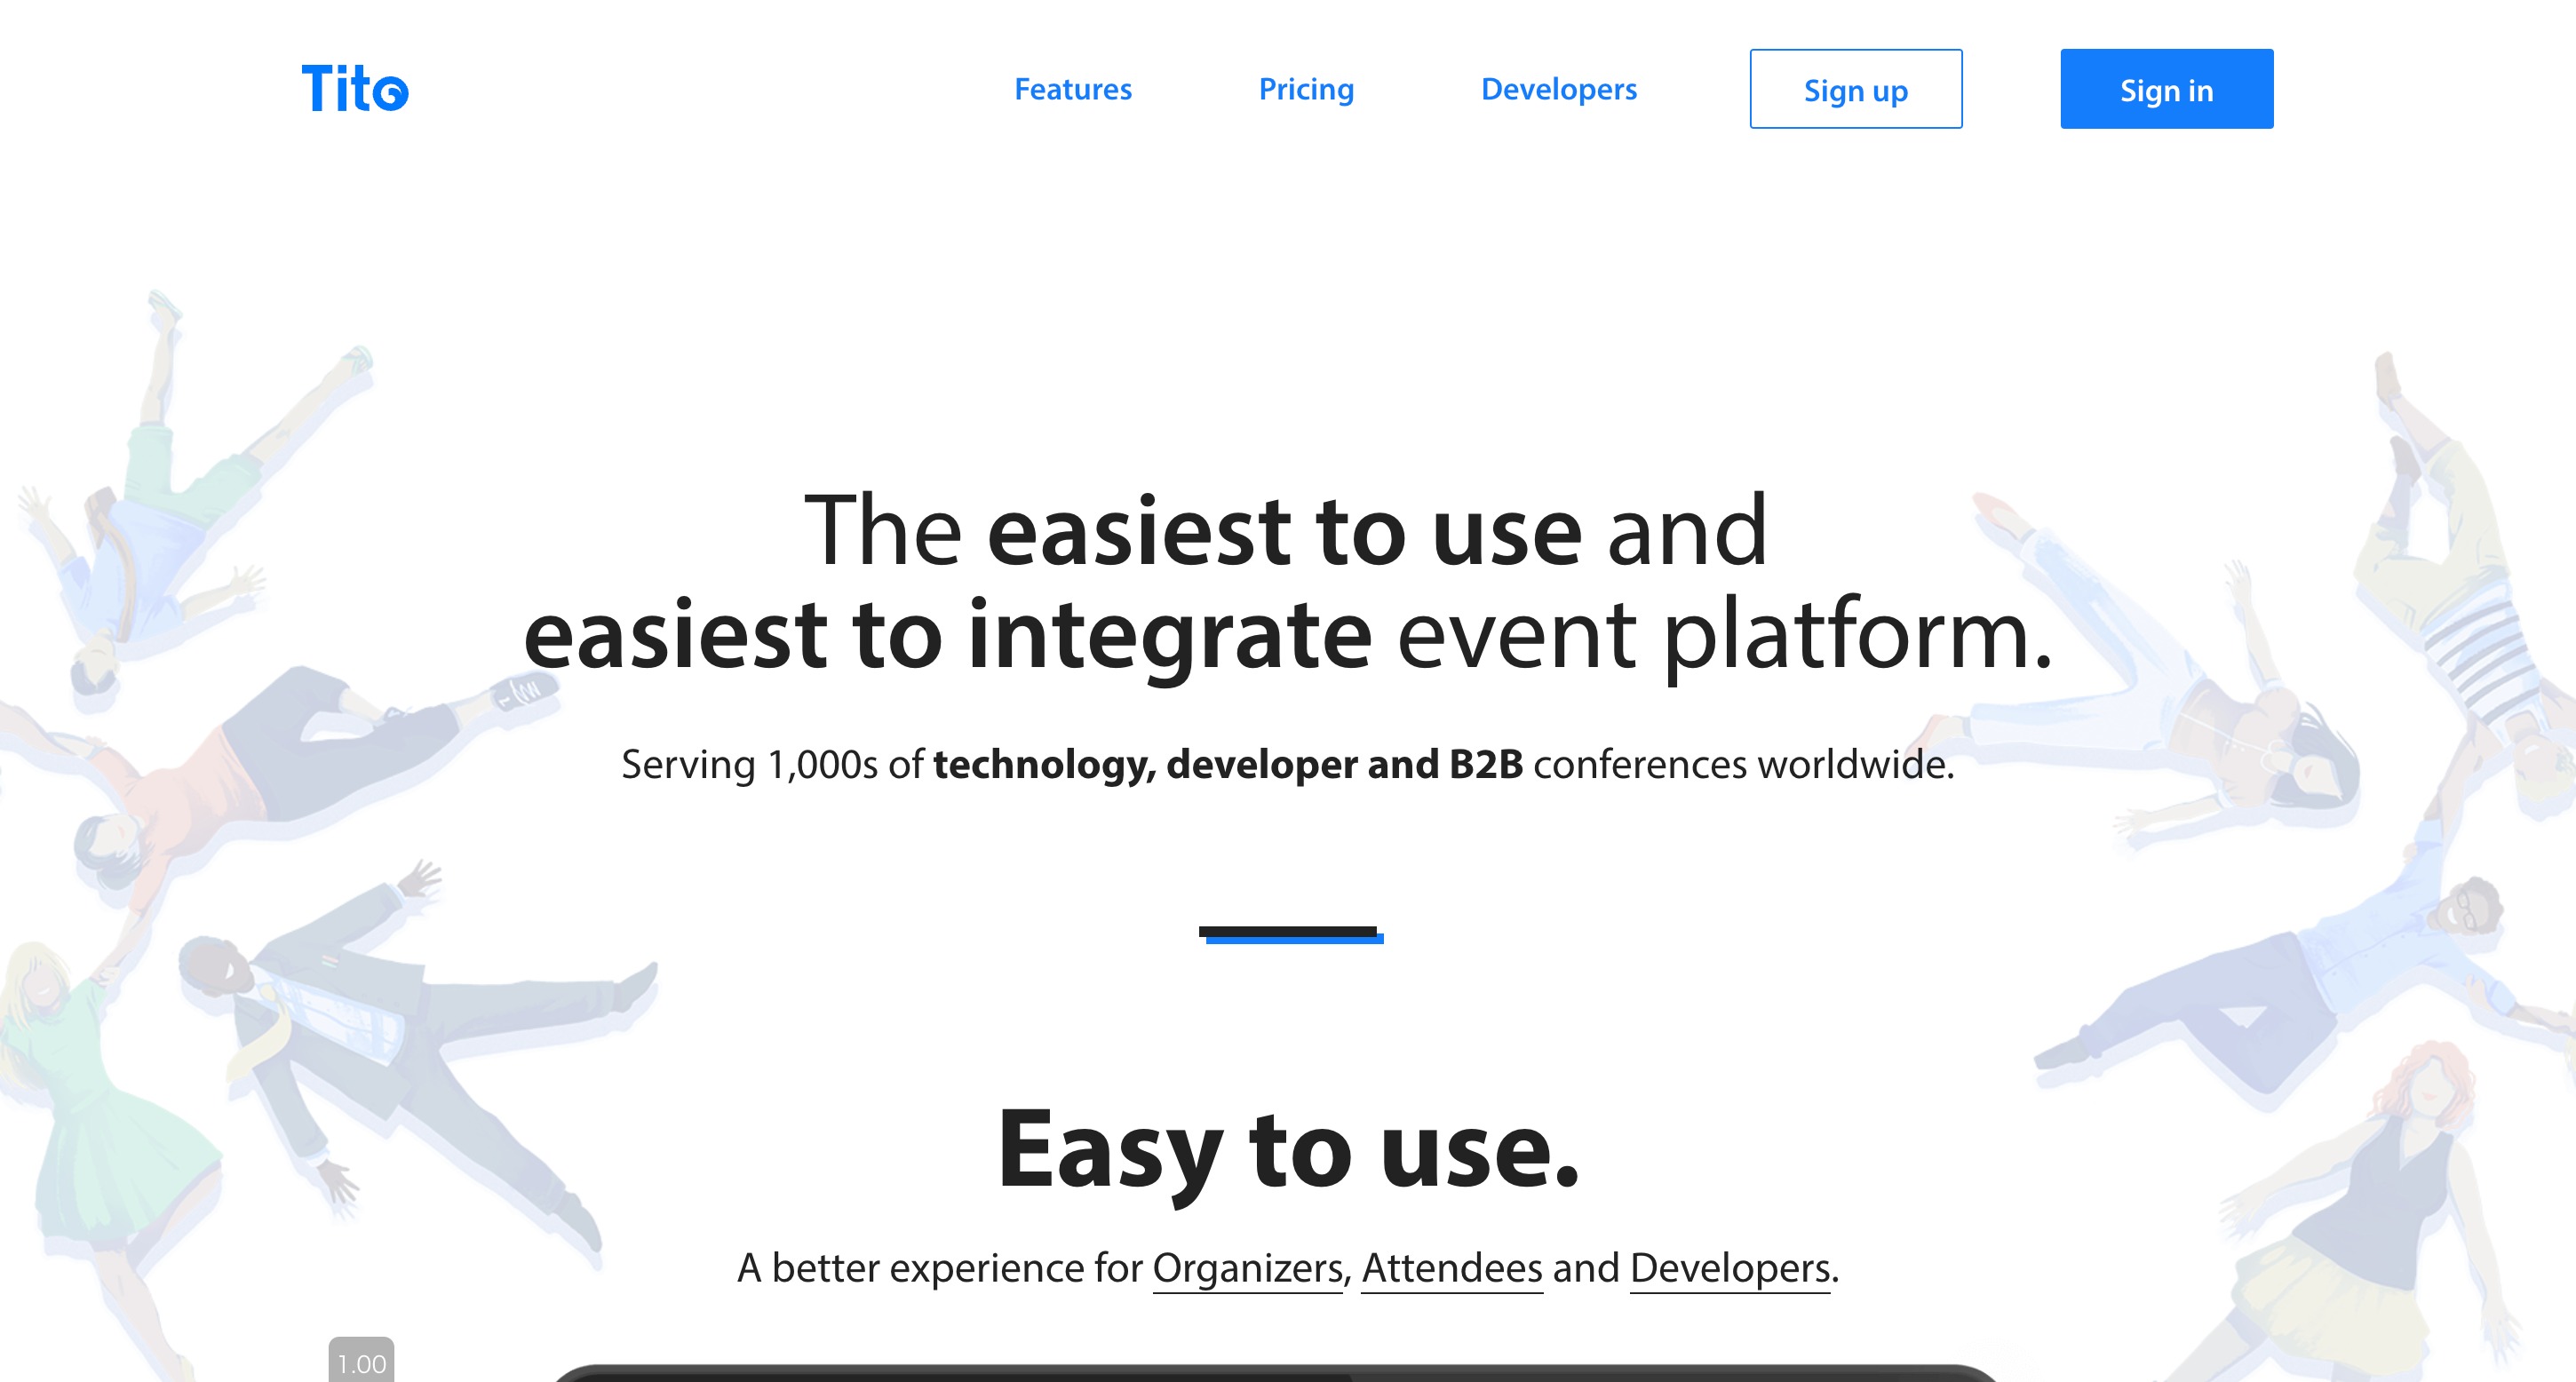 Tito
Features
Pricing
Developers
Sign up
Sign in
The easiest to use and
easiest to integrate event platform.
Serving 1,000s of technology, developer and B2B conferences worldwide.
Easy to use.
A better experience for Organizers, Attendees and Developers.
1.00